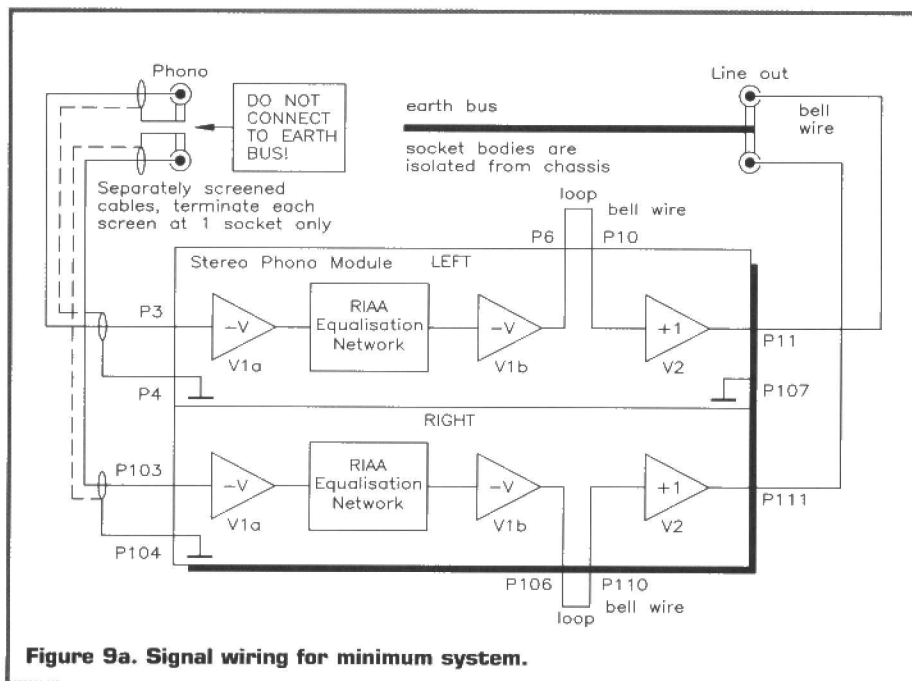 Phono
DO NOT
CONNECT
TO EARTH
BUS!
Line out
earth bus
bell
wire
socket bodies are
isolated from chassis
Separately screened
cables, terminate each
screen at 1 socket only
loop
bell wire
P6
P10
Stereo Phono Module
LEFT
P3
-V
V1a
RIAA
Equalisation
Network
-V
V1b
+1
V2
P11
P4
P107
RIGHT
P103
-V
V1a
RIAA
Equalisation
Network
-V
V1b
+1
V2
P111
P104
P106
P110
loop
bell wire
Figure 9a. Signal wiring for minimum system.